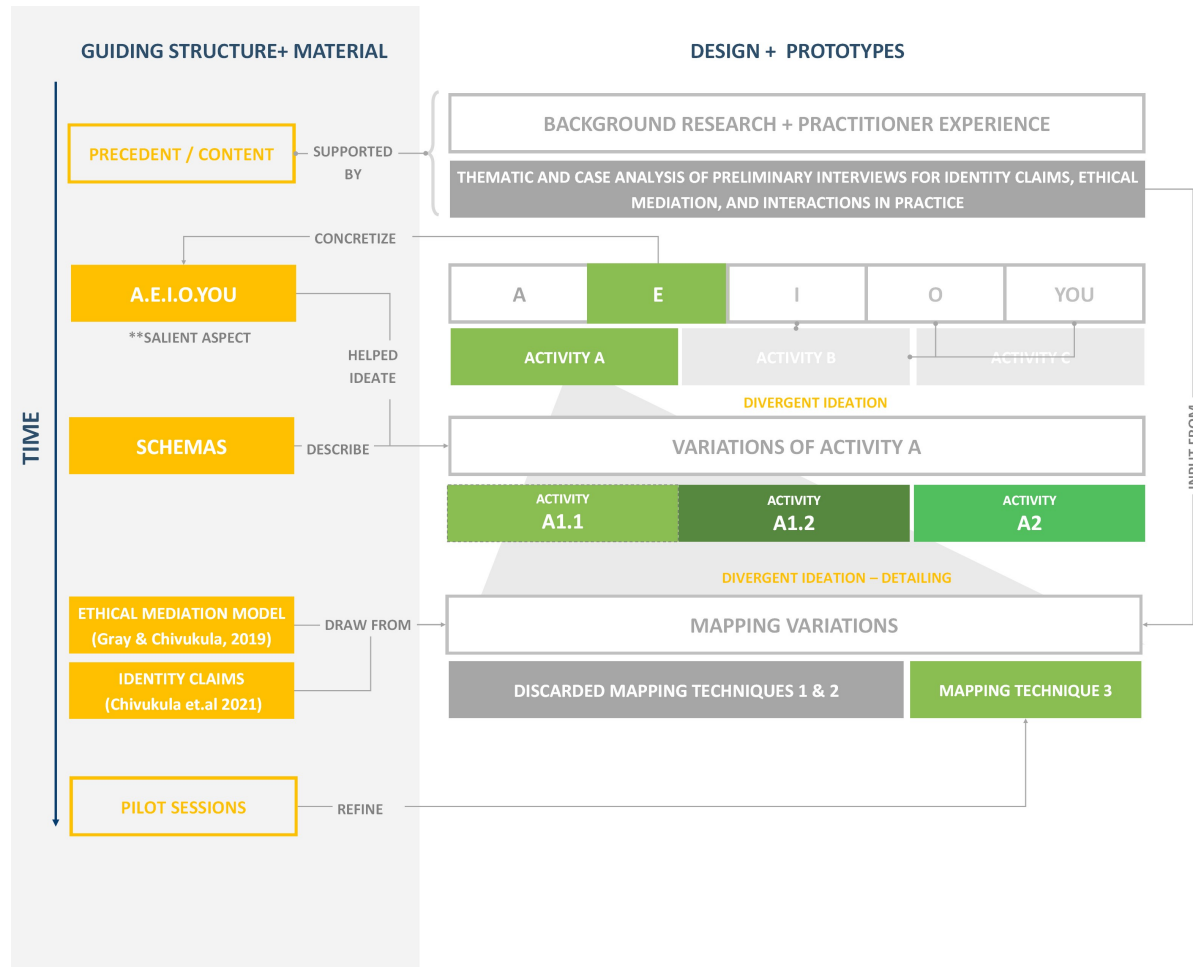 GUIDING STRUCTURE+ MATERIAL
DESIGN + PROTOTYPES
TIME
PRECEDENT / CONTENT
SUPPORTED
BY
BACKGROUND RESEARCH + PRACTITIONER EXPERIENCE
THEMATIC AND CASE ANALYSIS OF PRELIMINARY INTERVIEWS FOR IDENTITY CLAIMS, ETHICAL
MEDIATION, AND INTERACTIONS IN PRACTICE
CONCRETIZE
A.E.I.O.YOU
**SALIENT ASPECT
A
E
I
O
YOU
HELPED
IDEATE
ACTIVITY A
ACTIVITY B
ACTIVITY C
DIVERGENT IDEATION
SCHEMAS
DESCRIBE
VARIATIONS OF ACTIVITY A
INPUT FROM
ACTIVITY
A1.1
ACTIVITY
A1.2
ACTIVITY
A2
DIVERGENT IDEATION – DETAILING
ETHICAL MEDIATION MODEL
(Gray & Chivukula, 2019)
DRAW FROM
MAPPING VARIATIONS
IDENTITY CLAIMS
(Chivukula et.al 2021)
DISCARDED MAPPING TECHNIQUES 1 & 2
MAPPING TECHNIQUE 3
PILOT SESSIONS
REFINE